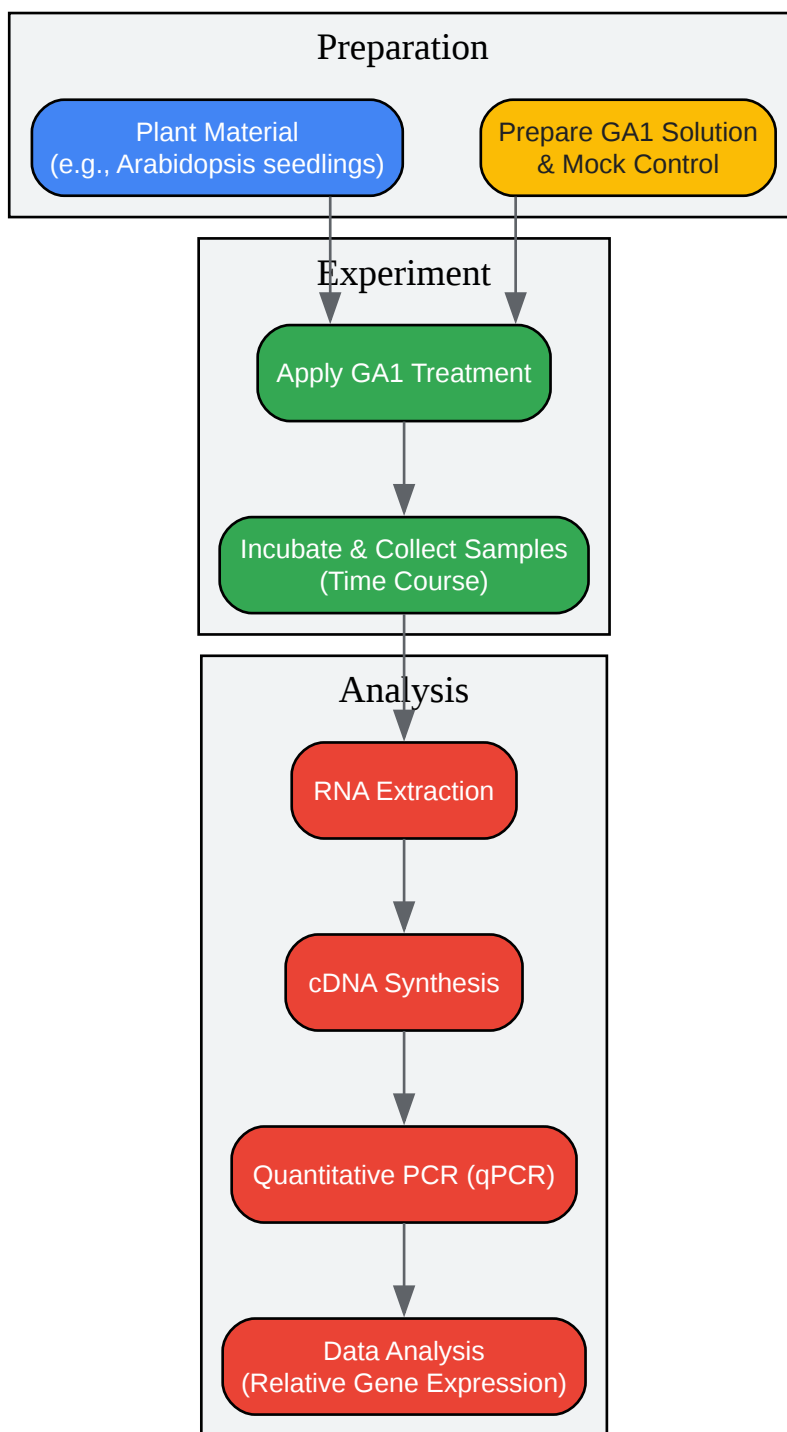 Preparation
Plant Material
(e.g., Arabidopsis seedlings)
Prepare GA1 Solution
& Mock Control
Experiment
Apply GA1 Treatment
Incubate & Collect Samples
(Time Course)
Analysis
RNA Extraction
cDNA Synthesis
Quantitative PCR (qPCR)
Data Analysis
(Relative Gene Expression)